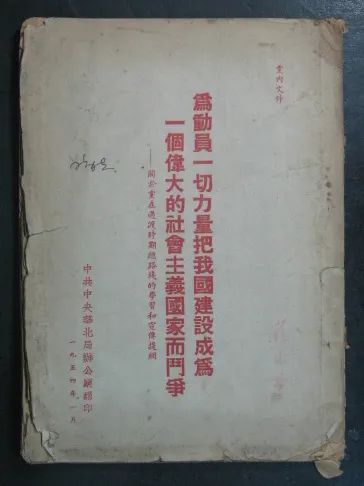 党内文件
為動員一切力量把我國建設成為
一個偉大的社會主義國家而鬥爭
——關於黨在過渡時期總路綫的學習和宣傳提綱
中共中央華北局辦公廳翻印
一九五四年一月